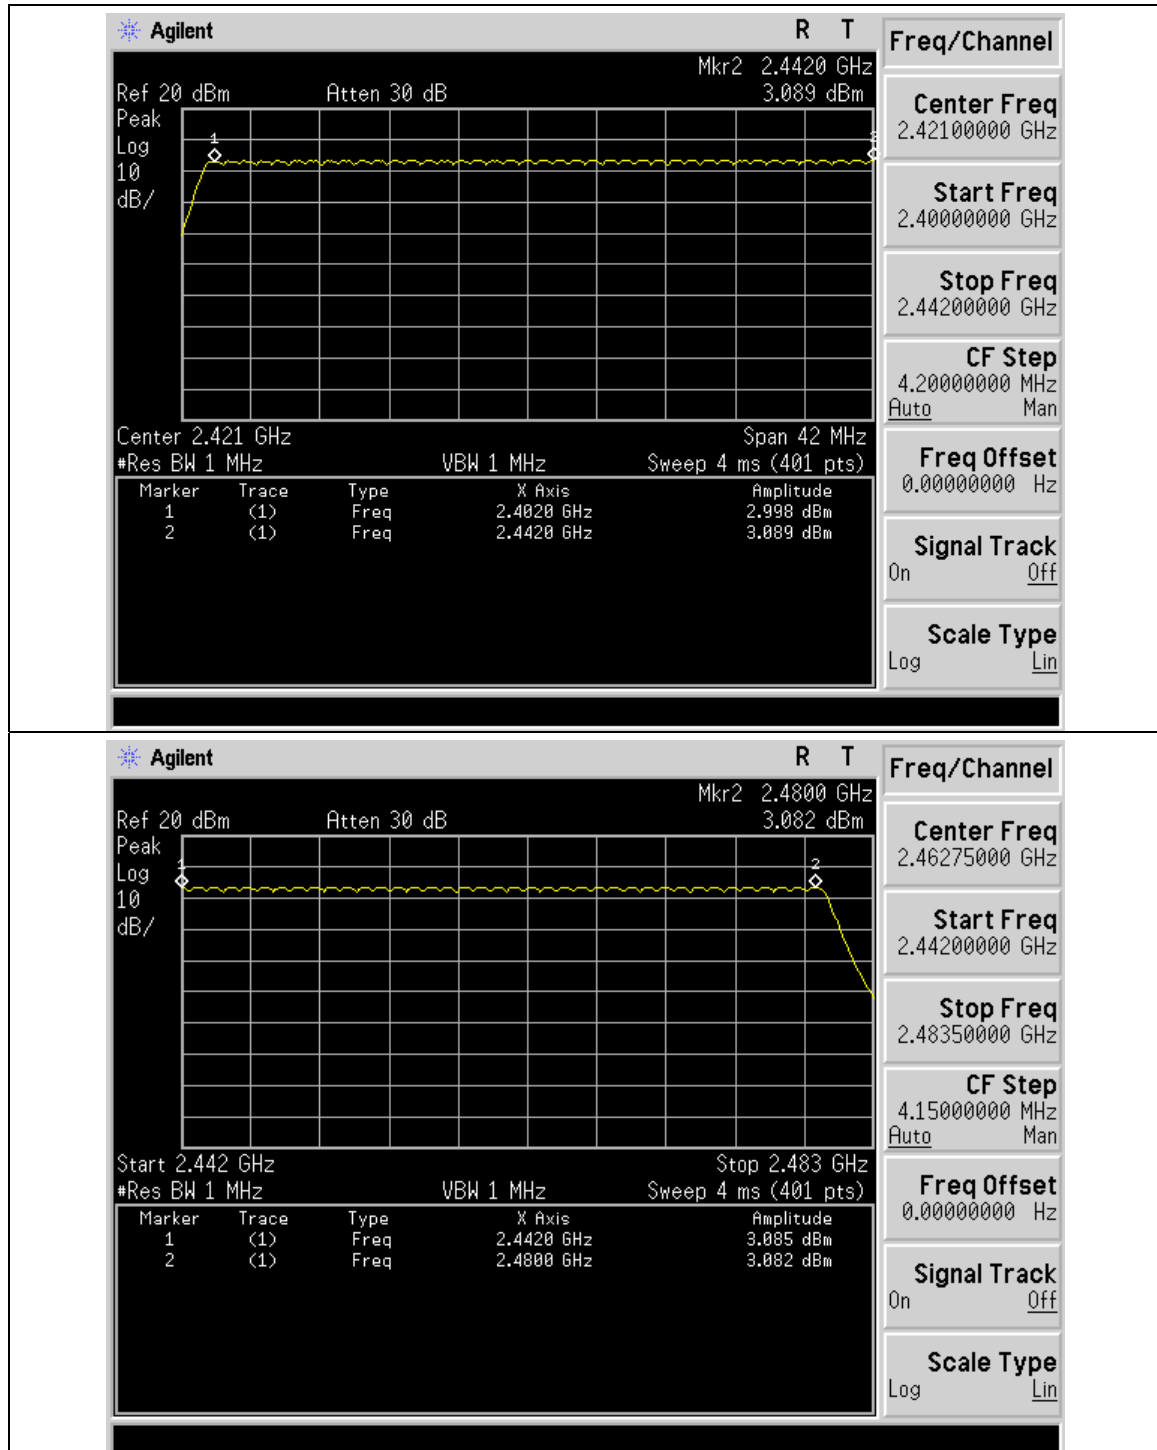 Agilent R T
Freq/Channel
Mkr2 2.4420 GHz
Ref 20 dBm Atten 30 dB 3.089 dBm
Peak
Log
10
dB/
1
Center Freq
2.42100000 GHz
Start Freq
2.40000000 GHz
Stop Freq
2.44200000 GHz
CF Step
4.20000000 MHz
Auto Man
Freq Offset
0.00000000 Hz
Signal Track
On Off
Scale Type
Log Lin
Center 2.421 GHz Span 42 MHz
#Res BW 1 MHz VBW 1 MHz Sweep 4 ms (401 pts)
Marker Trace Type X Axis Amplitude
1 (1) Freq 2.4020 GHz 2.998 dBm
2 (1) Freq 2.4420 GHz 3.089 dBm
Agilent R T
Freq/Channel
Mkr2 2.4800 GHz
Ref 20 dBm Atten 30 dB 3.082 dBm
Peak
Log
10
dB/
1
2
Center Freq
2.46275000 GHz
Start Freq
2.44200000 GHz
Stop Freq
2.48350000 GHz
CF Step
4.15000000 MHz
Auto Man
Freq Offset
0.00000000 Hz
Signal Track
On Off
Scale Type
Log Lin
Start 2.442 GHz Stop 2.483 GHz
#Res BW 1 MHz VBW 1 MHz Sweep 4 ms (401 pts)
Marker Trace Type X Axis Amplitude
1 (1) Freq 2.4420 GHz 3.085 dBm
2 (1) Freq 2.4800 GHz 3.082 dBm